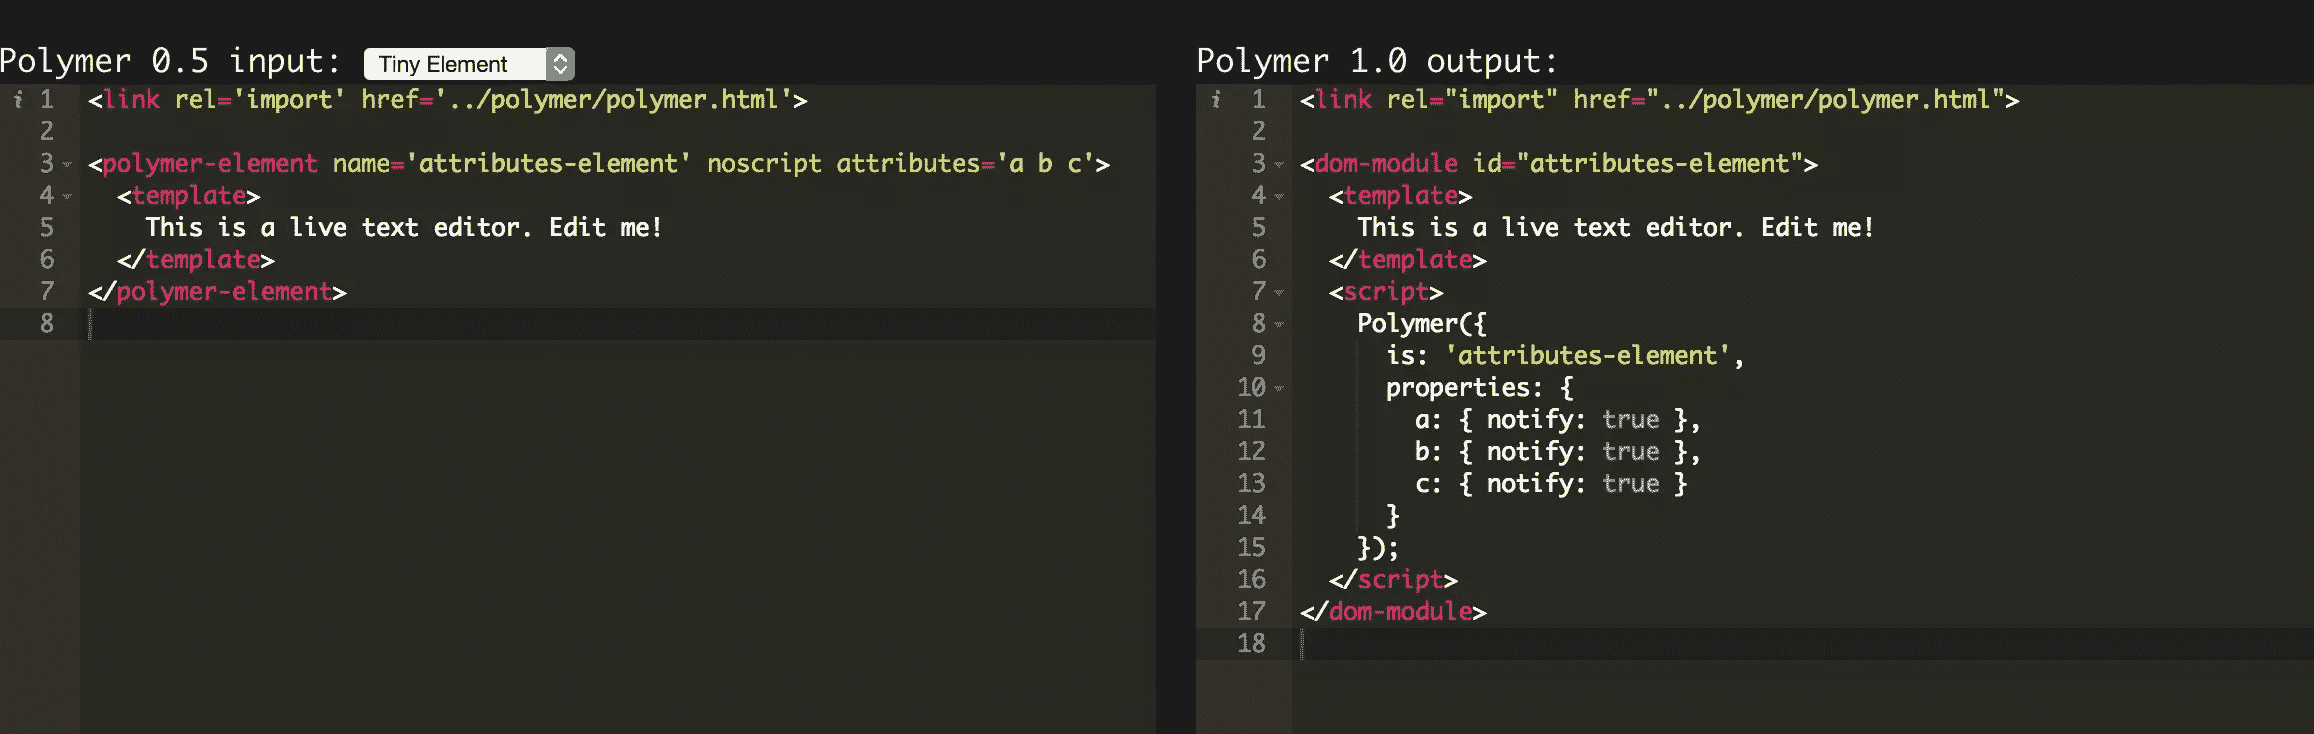 Polymer 0.5 input: Tiny Element
i 1 <link rel='import' href='../polymer/polymer.html'>
2
3 <polymer-element name='attributes-element' noscript attributes='a b c'>
4   <template>
5     This is a live text editor. Edit me!
6   </template>
7 </polymer-element>
8
Polymer 1.0 output:
i 1 <link rel="import" href="../polymer/polymer.html">
2
3 <dom-module id="attributes-element">
4   <template>
5     This is a live text editor. Edit me!
6   </template>
7   <script>
8     Polymer({
9       is: 'attributes-element',
10       properties: {
11         a: { notify: true },
12         b: { notify: true },
13         c: { notify: true }
14       }
15     });
16   </script>
17 </dom-module>
18